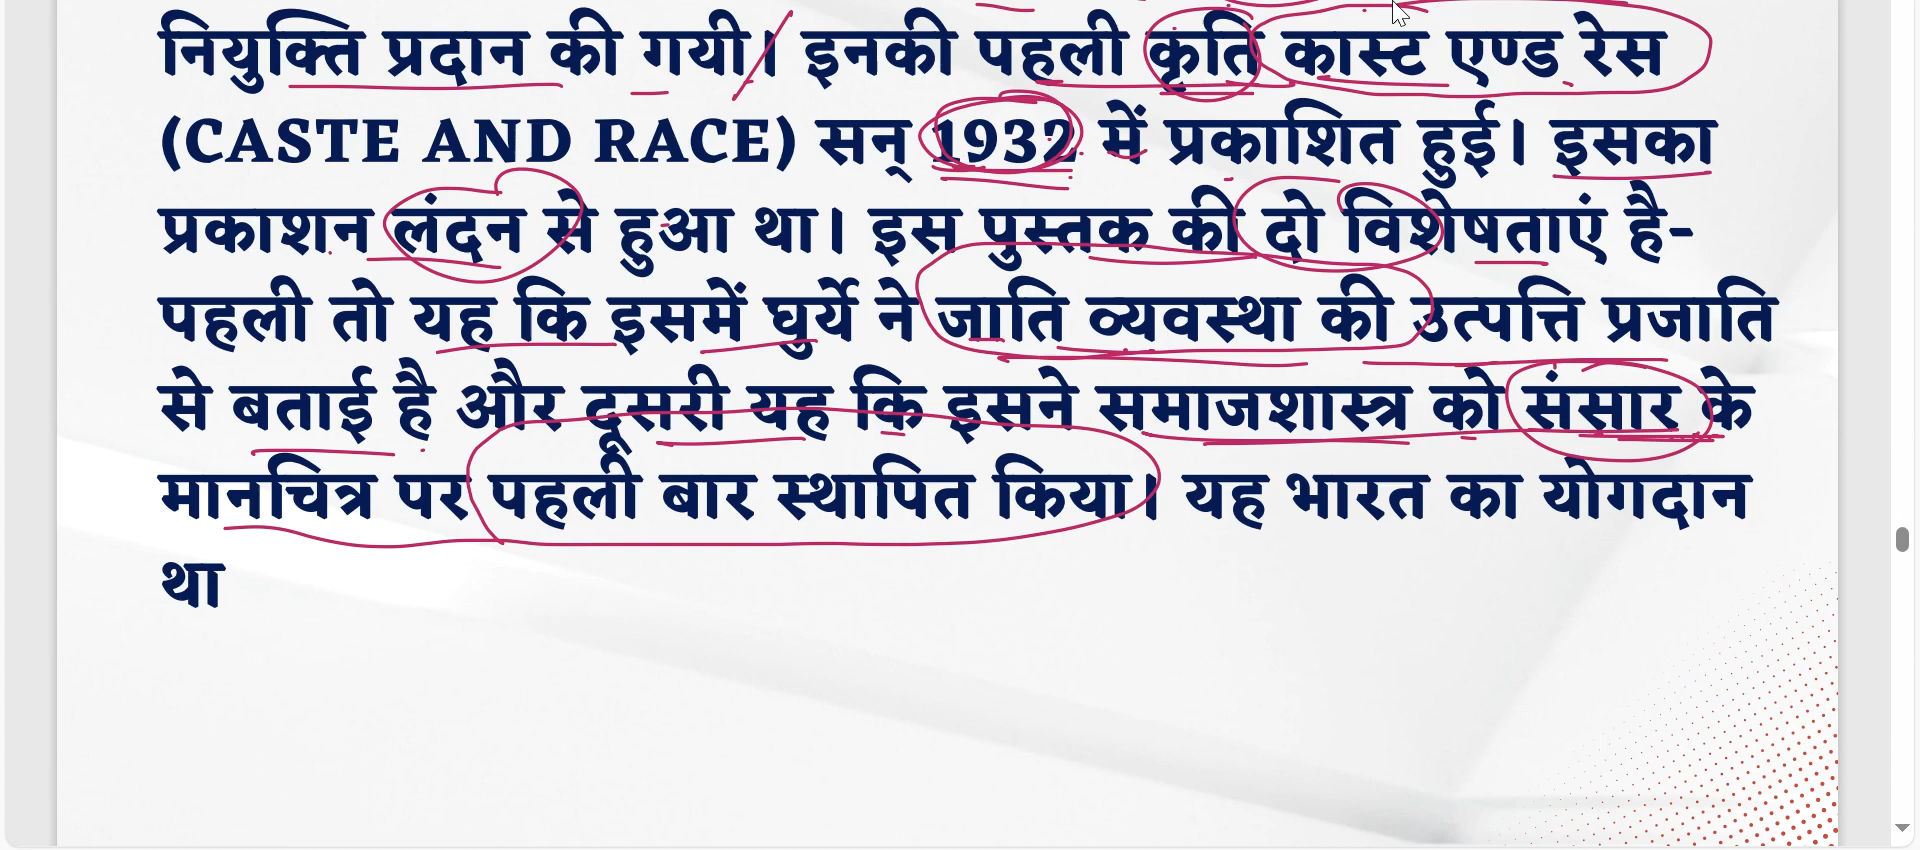 नियुक्ति प्रदान की गयी। इनकी पहली कृति कास्ट एण्ड रेस
(CASTE AND RACE) सन् 1932 में प्रकाशित हुई। इसका
प्रकाशन लंदन से हुआ था। इस पुस्तक की दो विशेषताएं है-
पहली तो यह कि इसमें घुर्ये ने जाति व्यवस्था की उत्पत्ति प्रजाति
से बताई है और दूसरी यह कि इसने समाजशास्त्र को संसार के
मानचित्र पर पहली बार स्थापित किया। यह भारत का योगदान
था